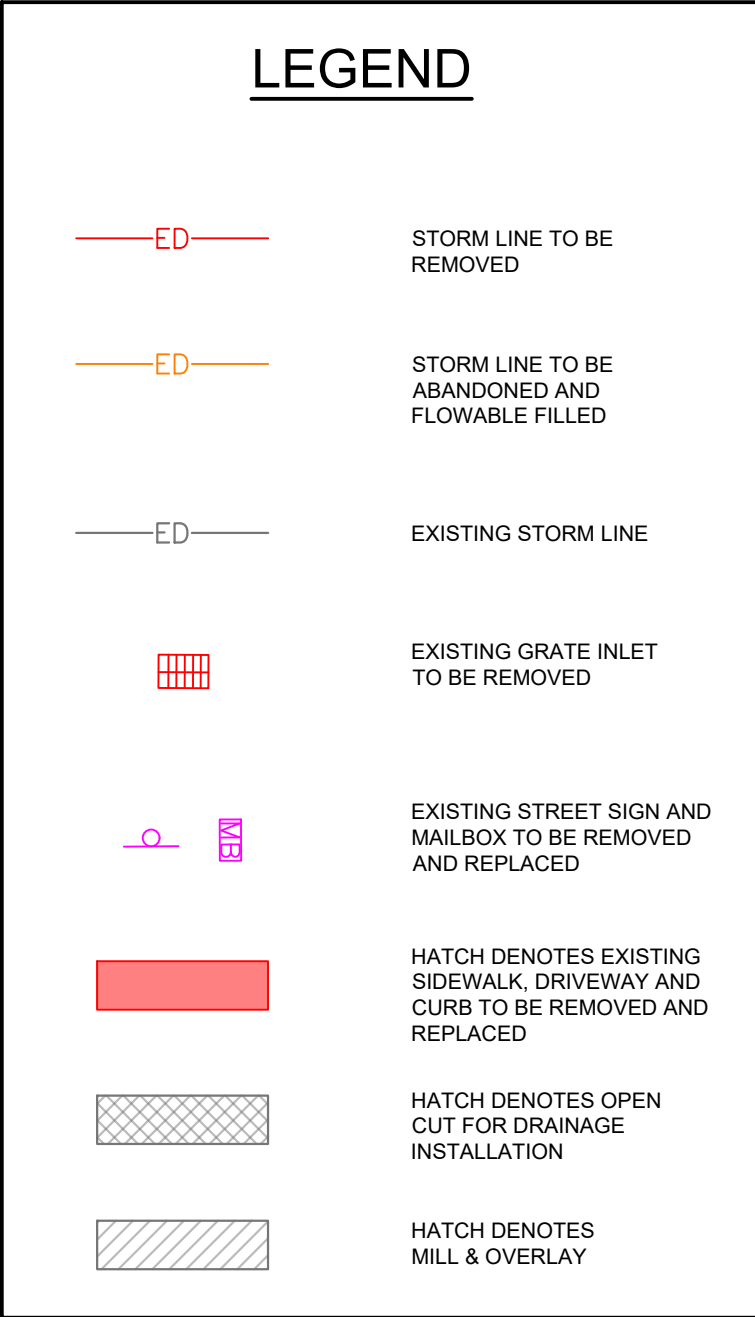 LEGEND
ED
STORM LINE TO BE
REMOVED
ED
STORM LINE TO BE
ABANDONED AND
FLOWABLE FILLED
ED
EXISTING STORM LINE
EXISTING GRATE INLET
TO BE REMOVED
MB
EXISTING STREET SIGN AND
MAILBOX TO BE REMOVED
AND REPLACED
HATCH DENOTES EXISTING
SIDEWALK, DRIVEWAY AND
CURB TO BE REMOVED AND
REPLACED
HATCH DENOTES OPEN
CUT FOR DRAINAGE
INSTALLATION
HATCH DENOTES
MILL & OVERLAY